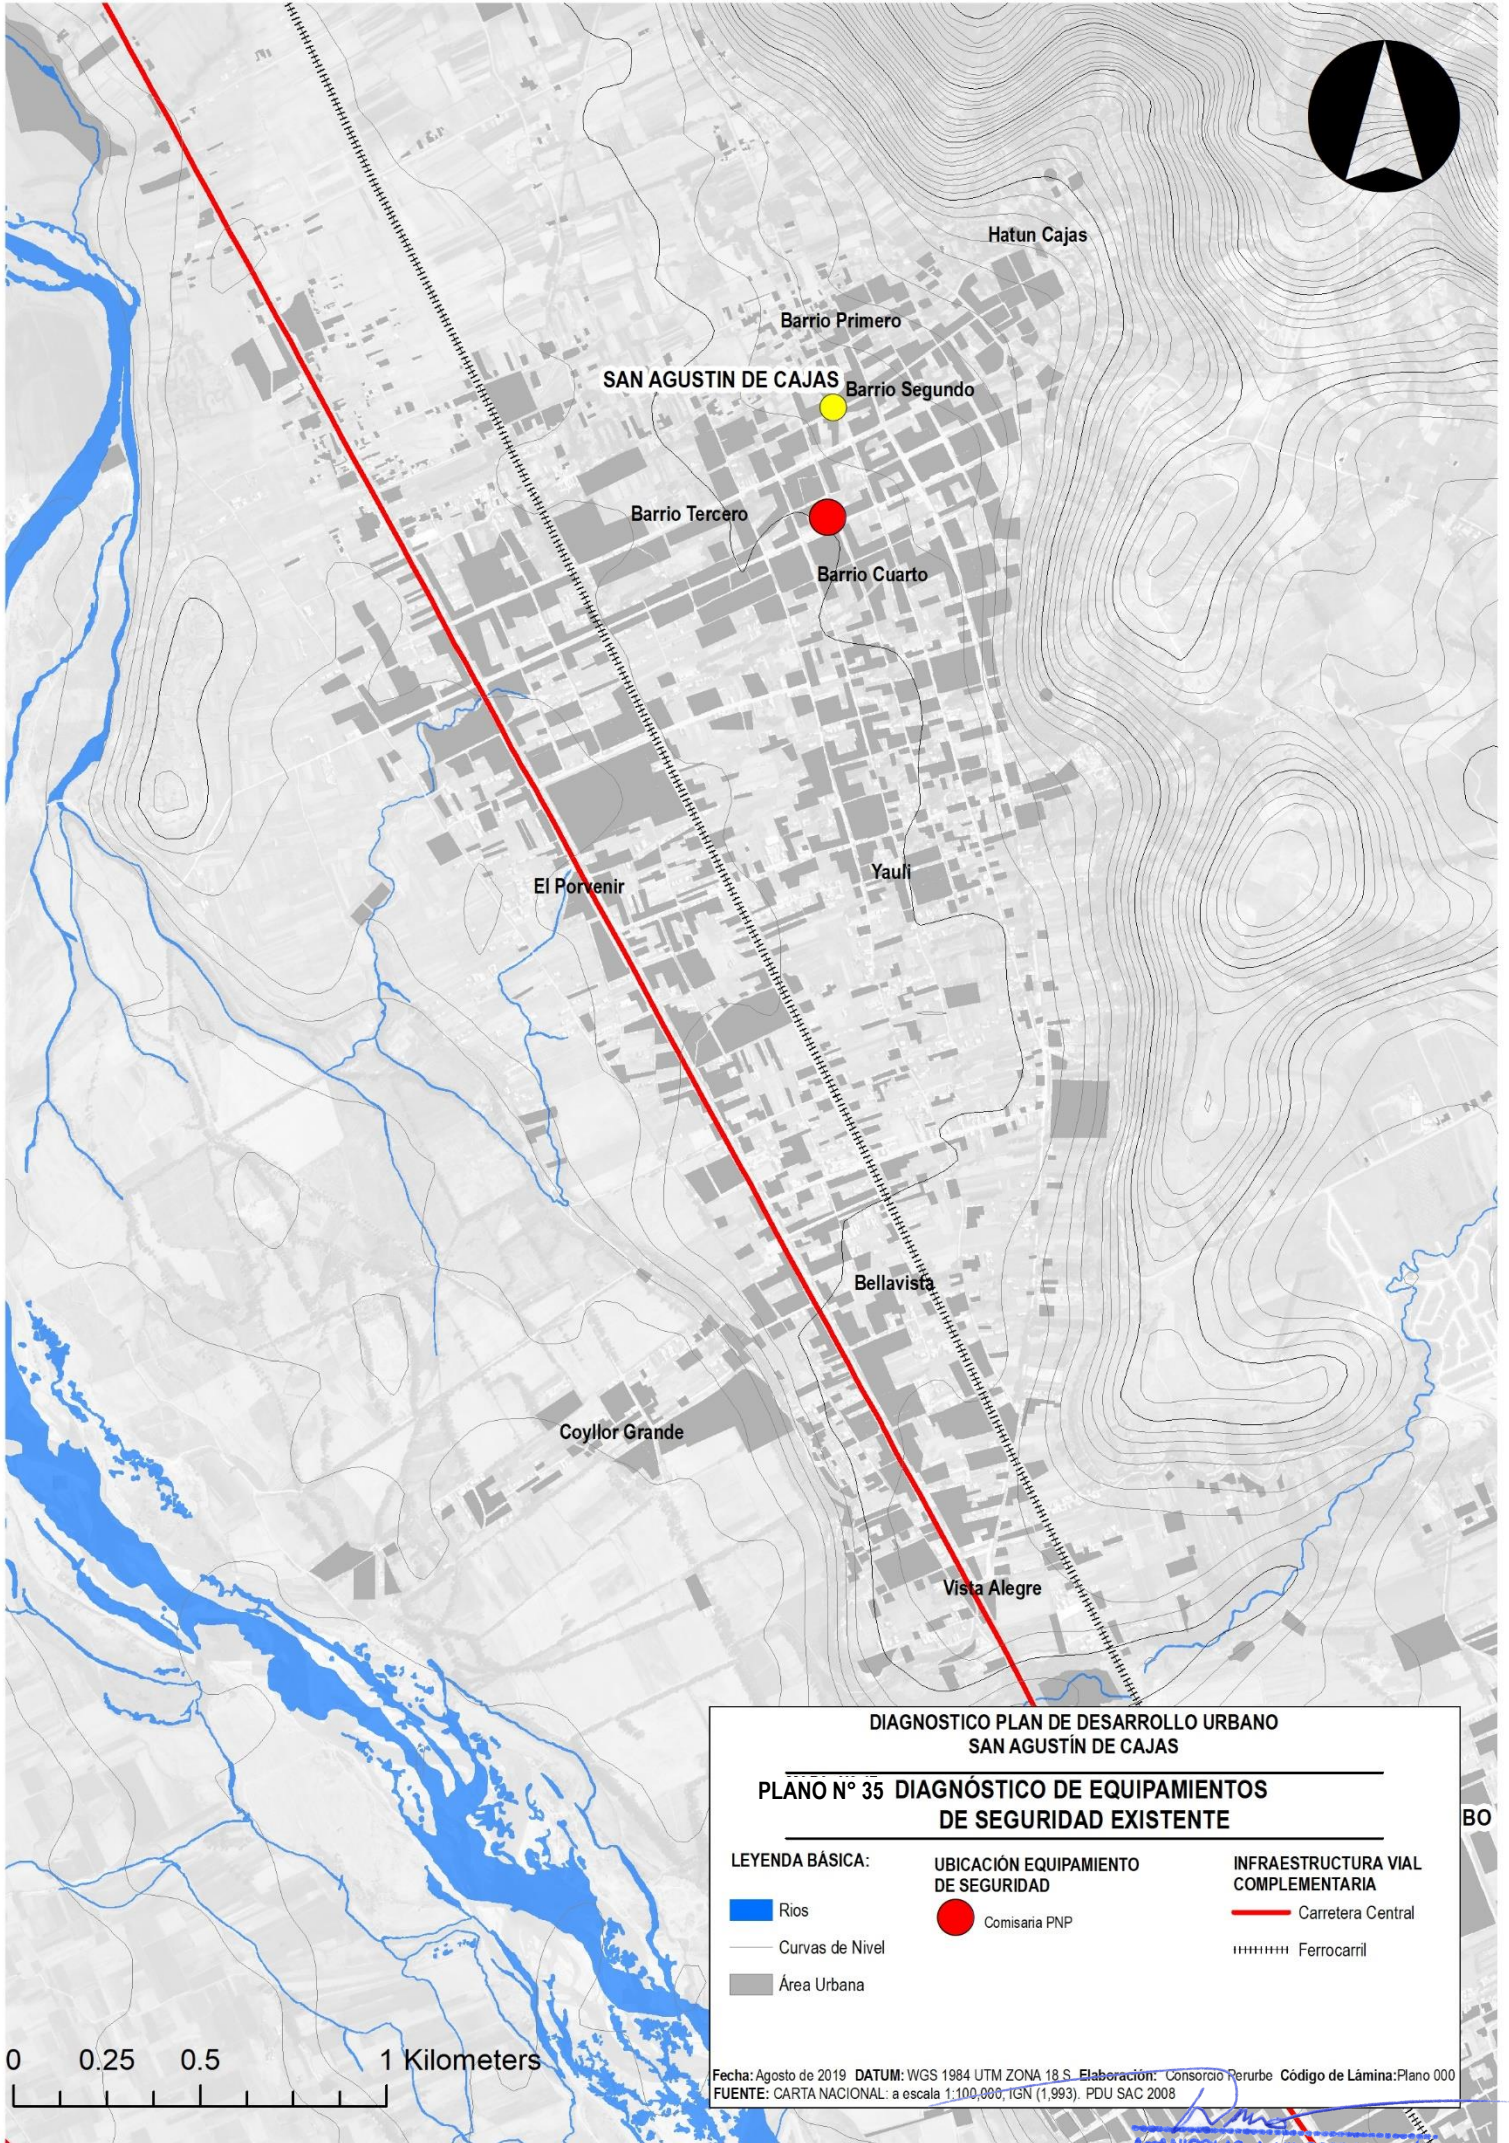 Hatun Cajas
Barrio Primero
SAN AGUSTIN DE CAJAS
Barrio Segundo
Barrio Tercero
Barrio Cuarto
El Porvenir
Yauli
Bellavista
Coyllor Grande
Vista Alegre
DIAGNOSTICO PLAN DE DESARROLLO URBANO
SAN AGUSTÍN DE CAJAS
PLANO N° 35 DIAGNÓSTICO DE EQUIPAMIENTOS
DE SEGURIDAD EXISTENTE
BO
LEYENDA BÁSICA:
Rios
Curvas de Nivel
Área Urbana
UBICACIÓN EQUIPAMIENTO
DE SEGURIDAD
Comisaria PNP
INFRAESTRUCTURA VIAL
COMPLEMENTARIA
Carretera Central
Ferrocarril
0 0.25 0.5 1 Kilometers
Fecha: Agosto de 2019 DATUM: WGS 1984 UTM ZONA 18 S. Elaboración: Consorcio Perurbe Código de Lámina:Plano 000
FUENTE: CARTA NACIONAL: a escala 1:100,000, IGN (1,993). PDU SAC 2008